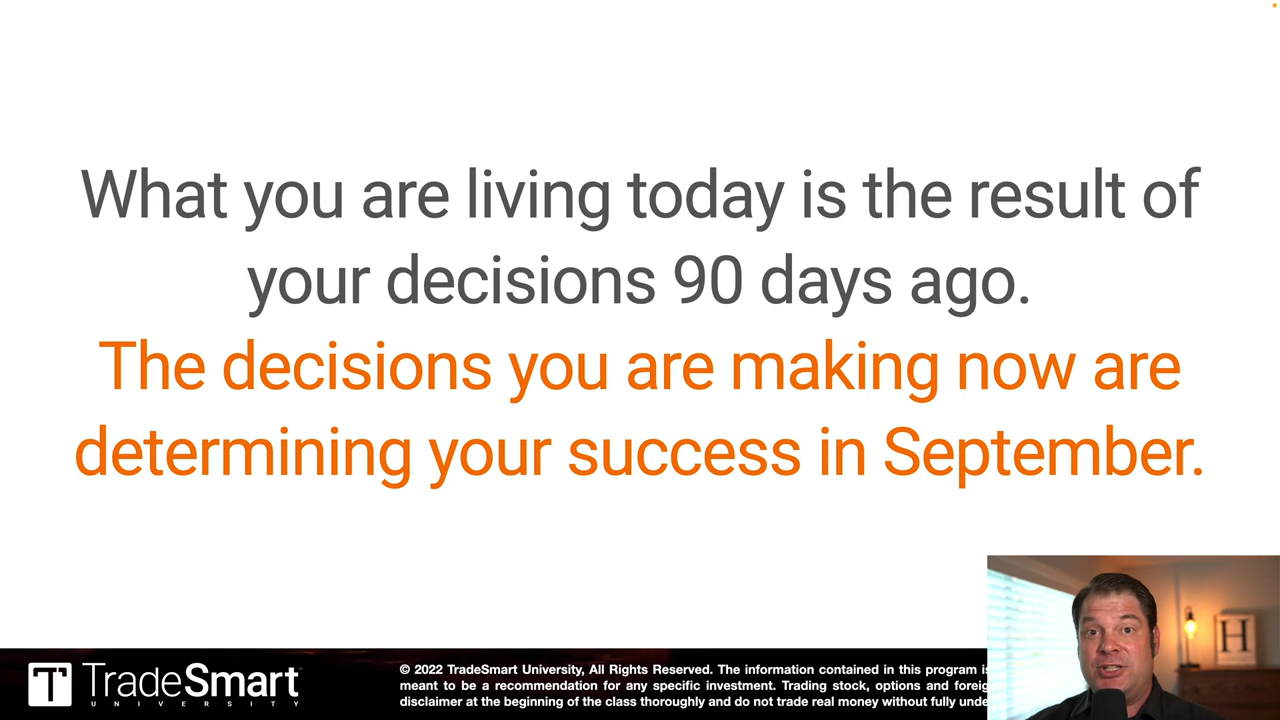 What you are living today is the result of
your decisions 90 days ago.
The decisions you are making now are
determining your success in September.
H
T TradeSmart™
UNIVERSITY
© 2022 TradeSmart University, All Rights Reserved. The information contained in this program is
meant to be a recommendation for any specific investment. Trading stock, options and
disclaimer at the beginning of the class thoroughly and do not trade real money without fully